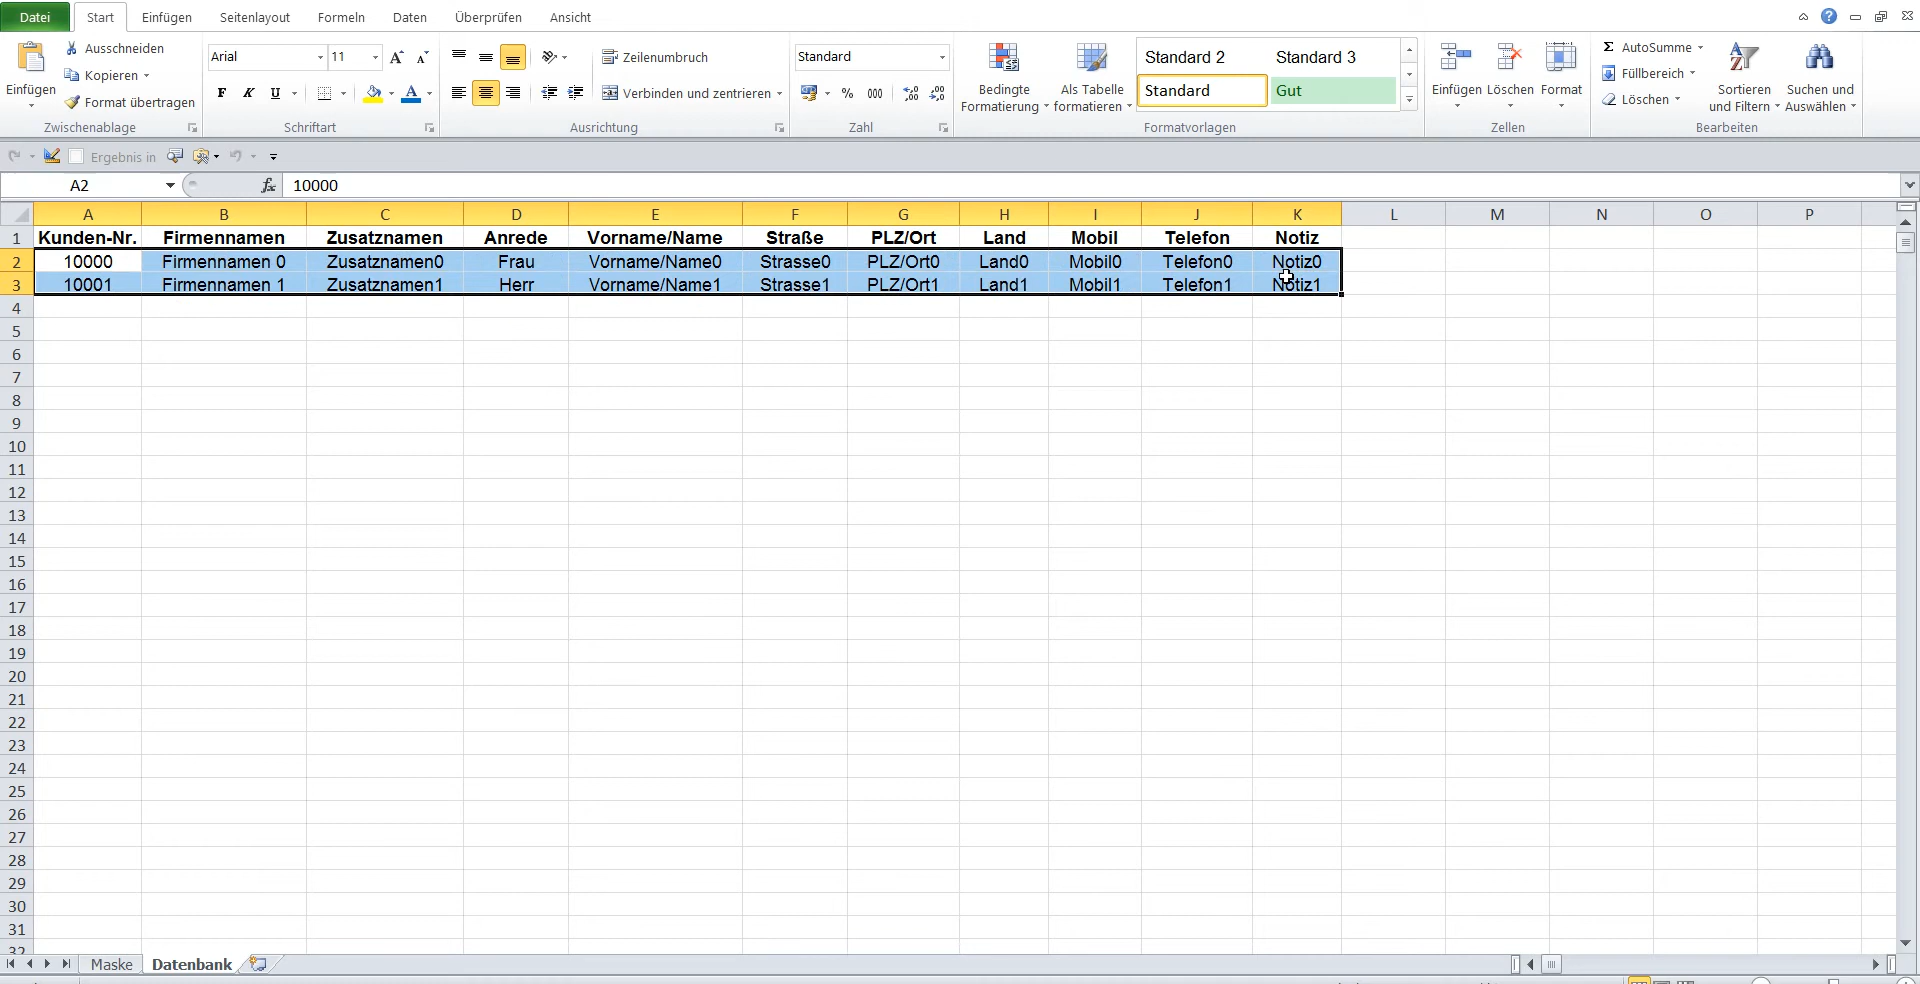 Datei Start Einfügen Seitenlayout Formeln Daten Überprüfen Ansicht
Einfügen
Ausschneiden
Kopieren
Format übertragen
Zwischenablage
Arial 11
F K U
Schriftart
Zeilenumbruch
Verbinden und zentrieren
Ausrichtung
Standard
% 000
Zahl
Bedingte Formatierung
Als Tabelle formatieren
Standard 2 Standard 3
Standard Gut
Formatvorlagen
Einfügen Löschen Format
Zellen
Σ AutoSumme
Füllbereich
Löschen
Sortieren und Filtern
Suchen und Auswählen
Bearbeiten
Ergebnis in
A2 fx 10000
A B C D E F G H I J K L M N O P
1 Kunden-Nr. Firmennamen Zusatznamen Anrede Vorname/Name Straße PLZ/Ort Land Mobil Telefon Notiz
2 10000 Firmennamen 0 Zusatznamen0 Frau Vorname/Name0 Strasse0 PLZ/Ort0 Land0 Mobil0 Telefon0 Notiz0
3 10001 Firmennamen 1 Zusatznamen1 Herr Vorname/Name1 Strasse1 PLZ/Ort1 Land1 Mobil1 Telefon1 Notiz1
4
5
6
7
8
9
10
11
12
13
14
15
16
17
18
19
20
21
22
23
24
25
26
27
28
29
30
31
32
Maske Datenbank